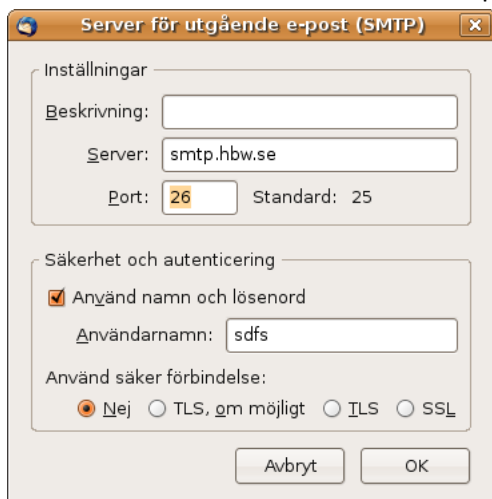 Server för utgående e-post (SMTP)
Inställningar
Beskrivning:
Server: smtp.hbw.se
Port: 26 Standard: 25
Säkerhet och autenticering
Använd namn och lösenord
Användarnamn: sdfs
Använd säker förbindelse:
Nej TLS, om möjligt TLS SSL
Avbryt OK